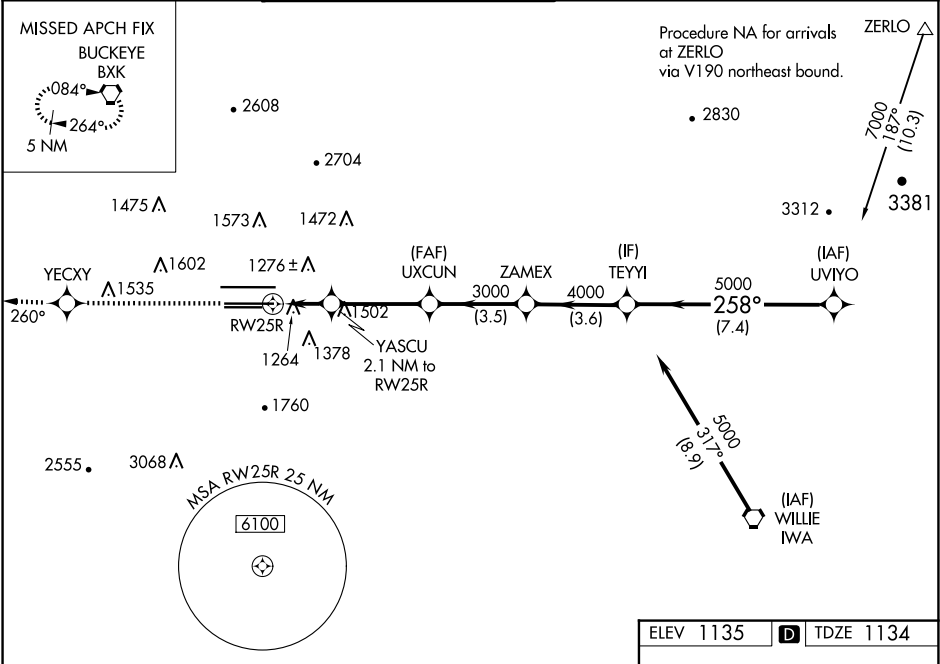 MISSED APCH FIX
BUCKEYE
BXK
084°
264°
5 NM
Procedure NA for arrivals
at ZERLO
via V190 northeast bound.
ZERLO
7000
187°
(10.3)
2608
2830
2704
3381
3312
1475
1573
1472
YECXY
1602
1276±
1535
(FAF)
UXCUN
ZAMEX
(IF)
TEYYI
(IAF)
UVIYO
3000
(3.5)
4000
(3.6)
5000
258°
(7.4)
260°
RW25R
1502
1264
1378
YASCU
2.1 NM to
RW25R
1760
5000
317°
(8.9)
2555
3068
(IAF)
WILLIE
IWA
MSA RW25R 25 NM
6100
ELEV 1135 D TDZE 1134